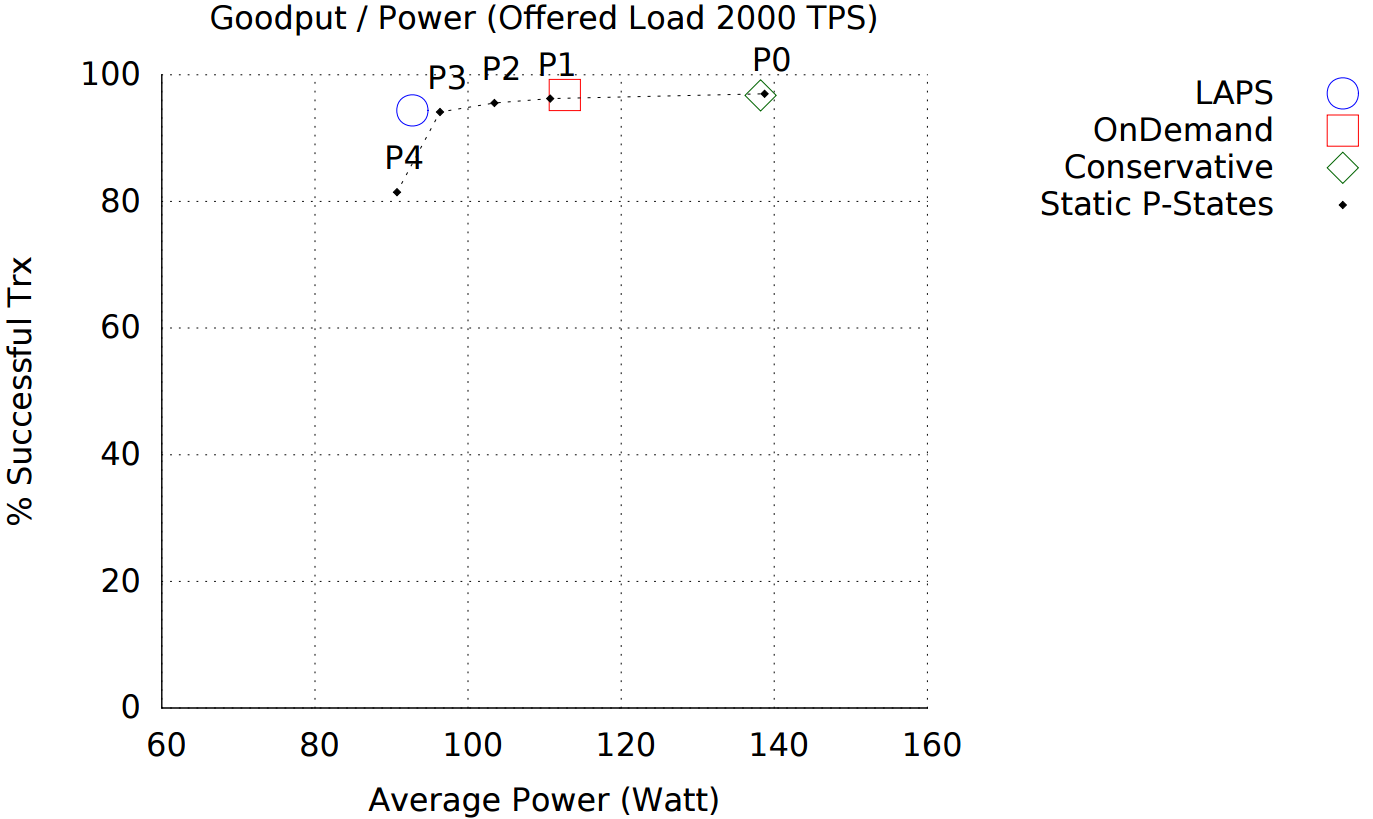 Goodput / Power (Offered Load 2000 TPS)
P0
P1
P2
P3
P4
100
80
60
40
20
0
60 80 100 120 140 160
% Successful Trx
Average Power (Watt)
LAPS
OnDemand
Conservative
Static P-States